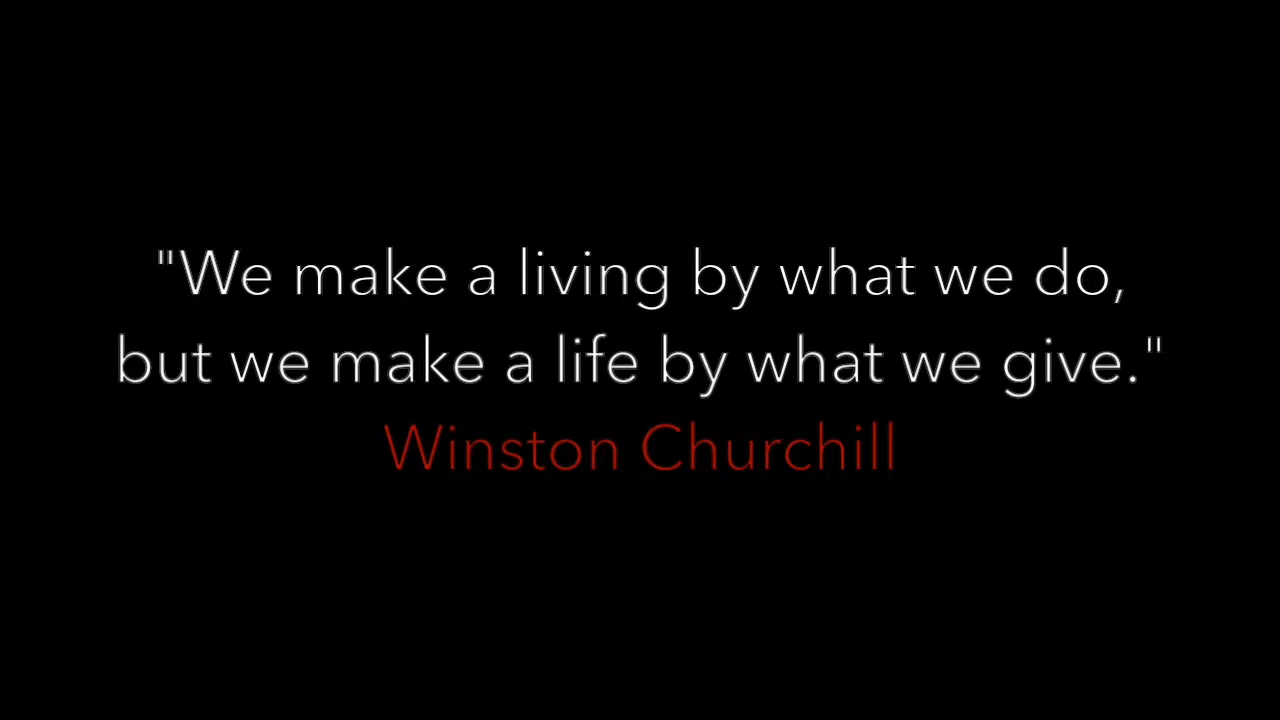 "We make a living by what we do,
but we make a life by what we give."
Winston Churchill